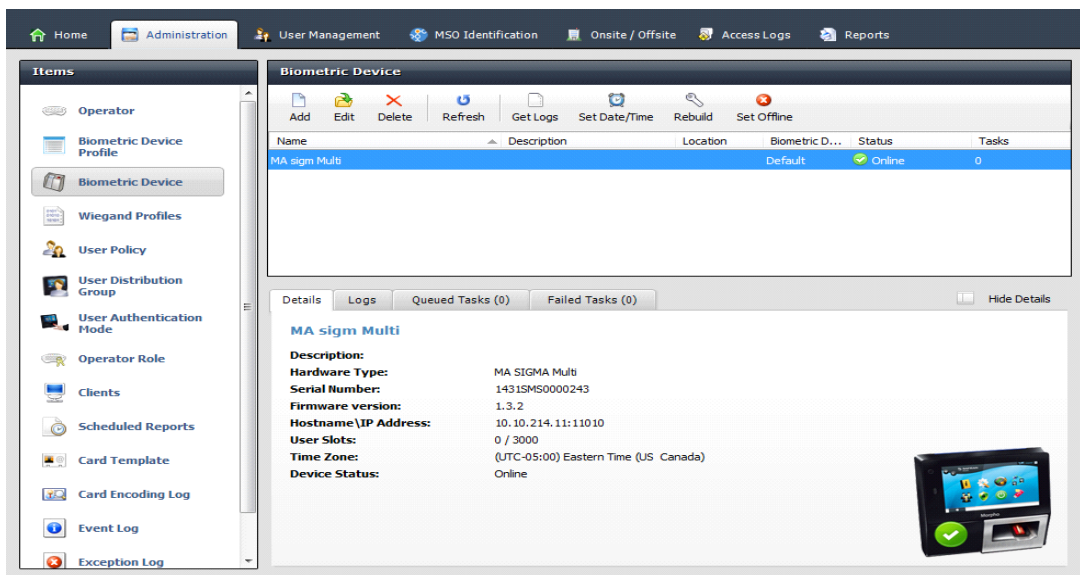 Home Administration User Management MSO Identification Onsite / Offsite Access Logs Reports
Items
Operator
Biometric Device
Profile
Biometric Device
Wiegand Profiles
User Policy
User Distribution
Group
User Authentication
Mode
Operator Role
Clients
Scheduled Reports
Card Template
Card Encoding Log
Event Log
Exception Log
Biometric Device
Add Edit Delete Refresh Get Logs Set Date/Time Rebuild Set Offline
Name Description Location Biometric D... Status Tasks
MA sigm Multi Default Online 0
Details Logs Queued Tasks (0) Failed Tasks (0) Hide Details
MA sigm Multi
Description:
Hardware Type: MA SIGMA Multi
Serial Number: 1431SMS0000243
Firmware version: 1.3.2
Hostname\IP Address: 10.10.214.11:11010
User Slots: 0 / 3000
Time Zone: (UTC-05:00) Eastern Time (US Canada)
Device Status: Online
Morpho